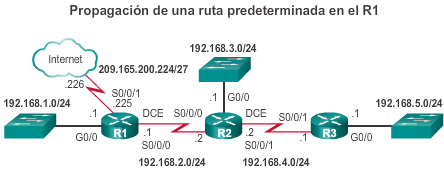 Propagación de una ruta predeterminada en el R1
Internet
209.165.200.224/27
192.168.3.0/24
.226
S0/0/1
.225
.1
G0/0
192.168.1.0/24
192.168.5.0/24
.1
G0/0
R1
DCE
.1
S0/0/0
S0/0/0
.2
R2
DCE
.2
S0/0/1
S0/0/1
.1
R3
.1
G0/0
192.168.2.0/24
192.168.4.0/24